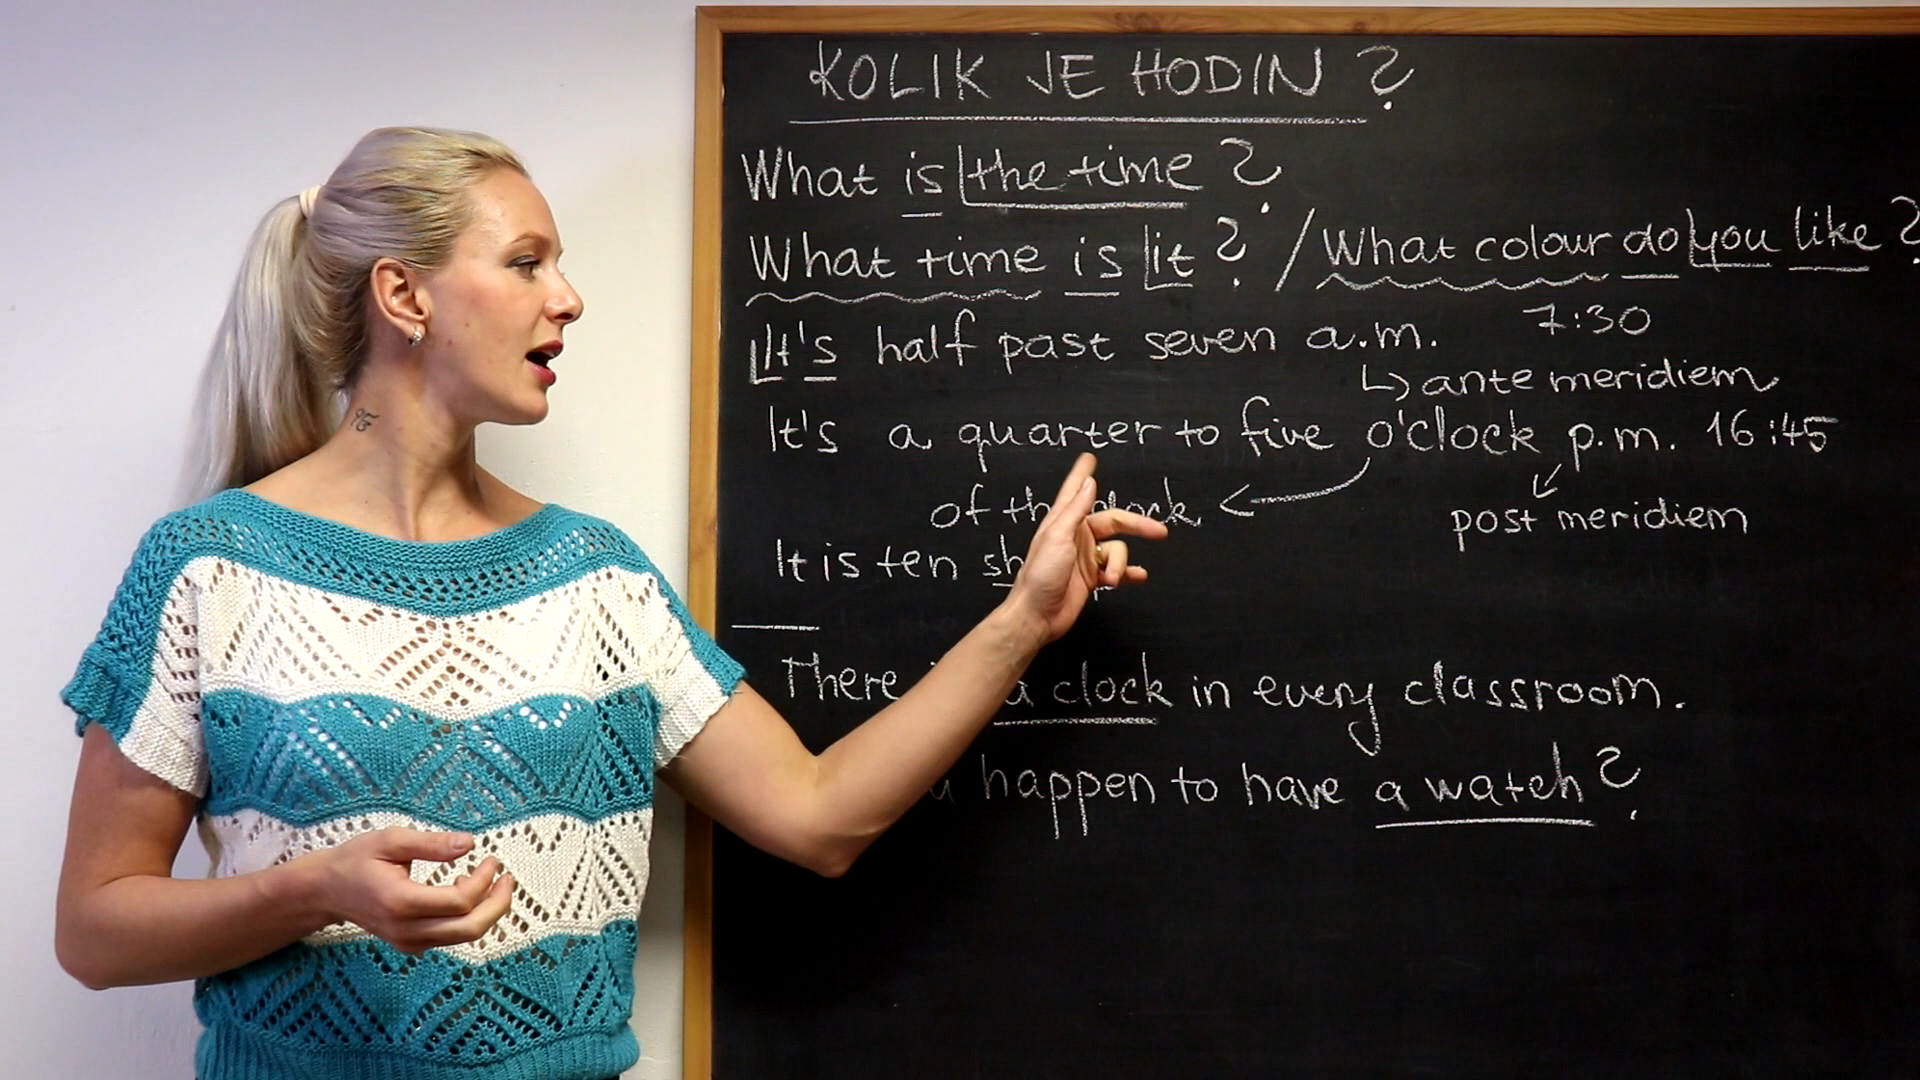 KOLIK JE HODIN?
What is the time?
What time is it? / What colour do you like?
It's half past seven a.m. 7:30
↳ ante meridiem
It's a quarter to five o'clock p.m. 16:45
of the clock
post meridiem
It is ten
There a clock in every classroom.
happen to have a watch?